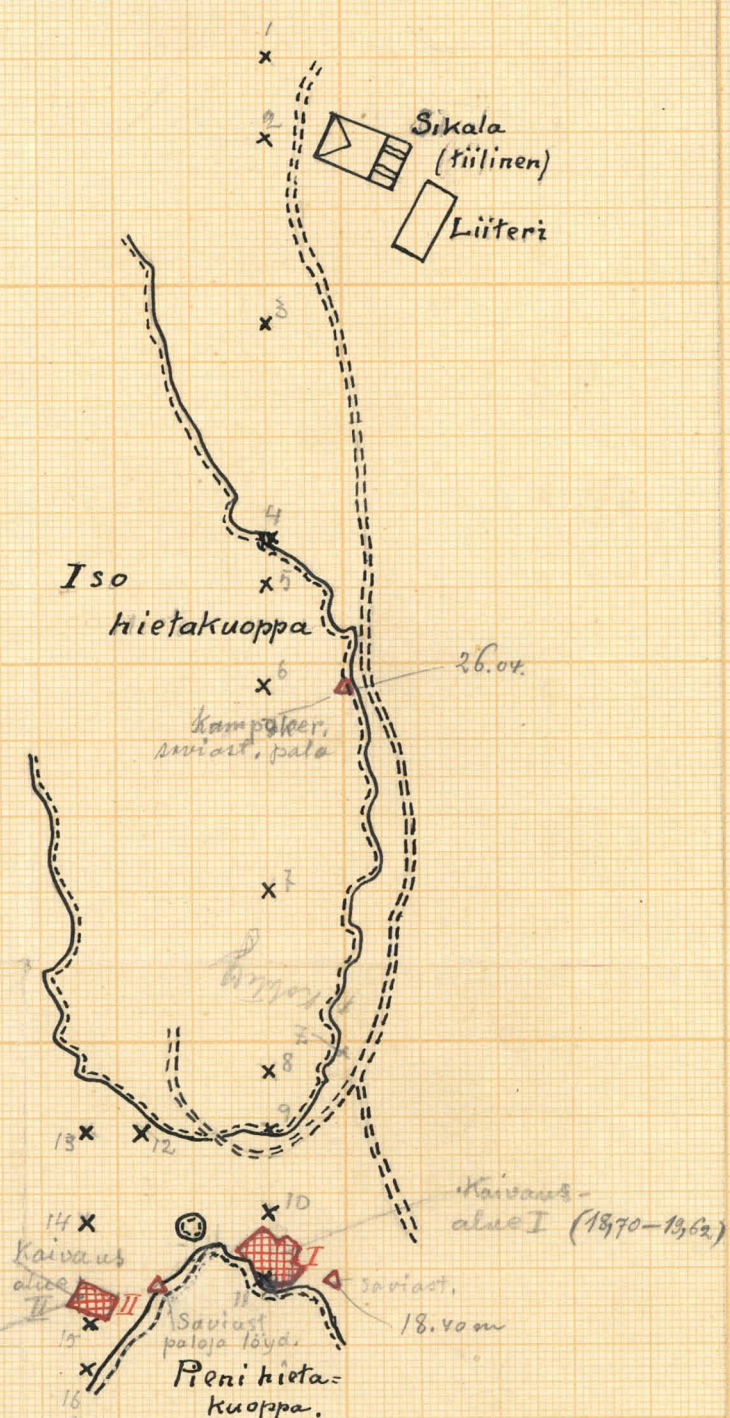 1
2
Sikala
(tiilinen)
Liiteri
3
4
Iso
5
hietakuoppa
6
26.04.
Kampaker.
saviast. pala
7
8
9
13
12
10
Kaivaus-
alue I (18,70–19,62)
14
Kaivaus
alue
II
I
II
saviast.
11
Saviast
paloja löyd.
18.40 m
15
Pieni hieta=
kuoppa.
16